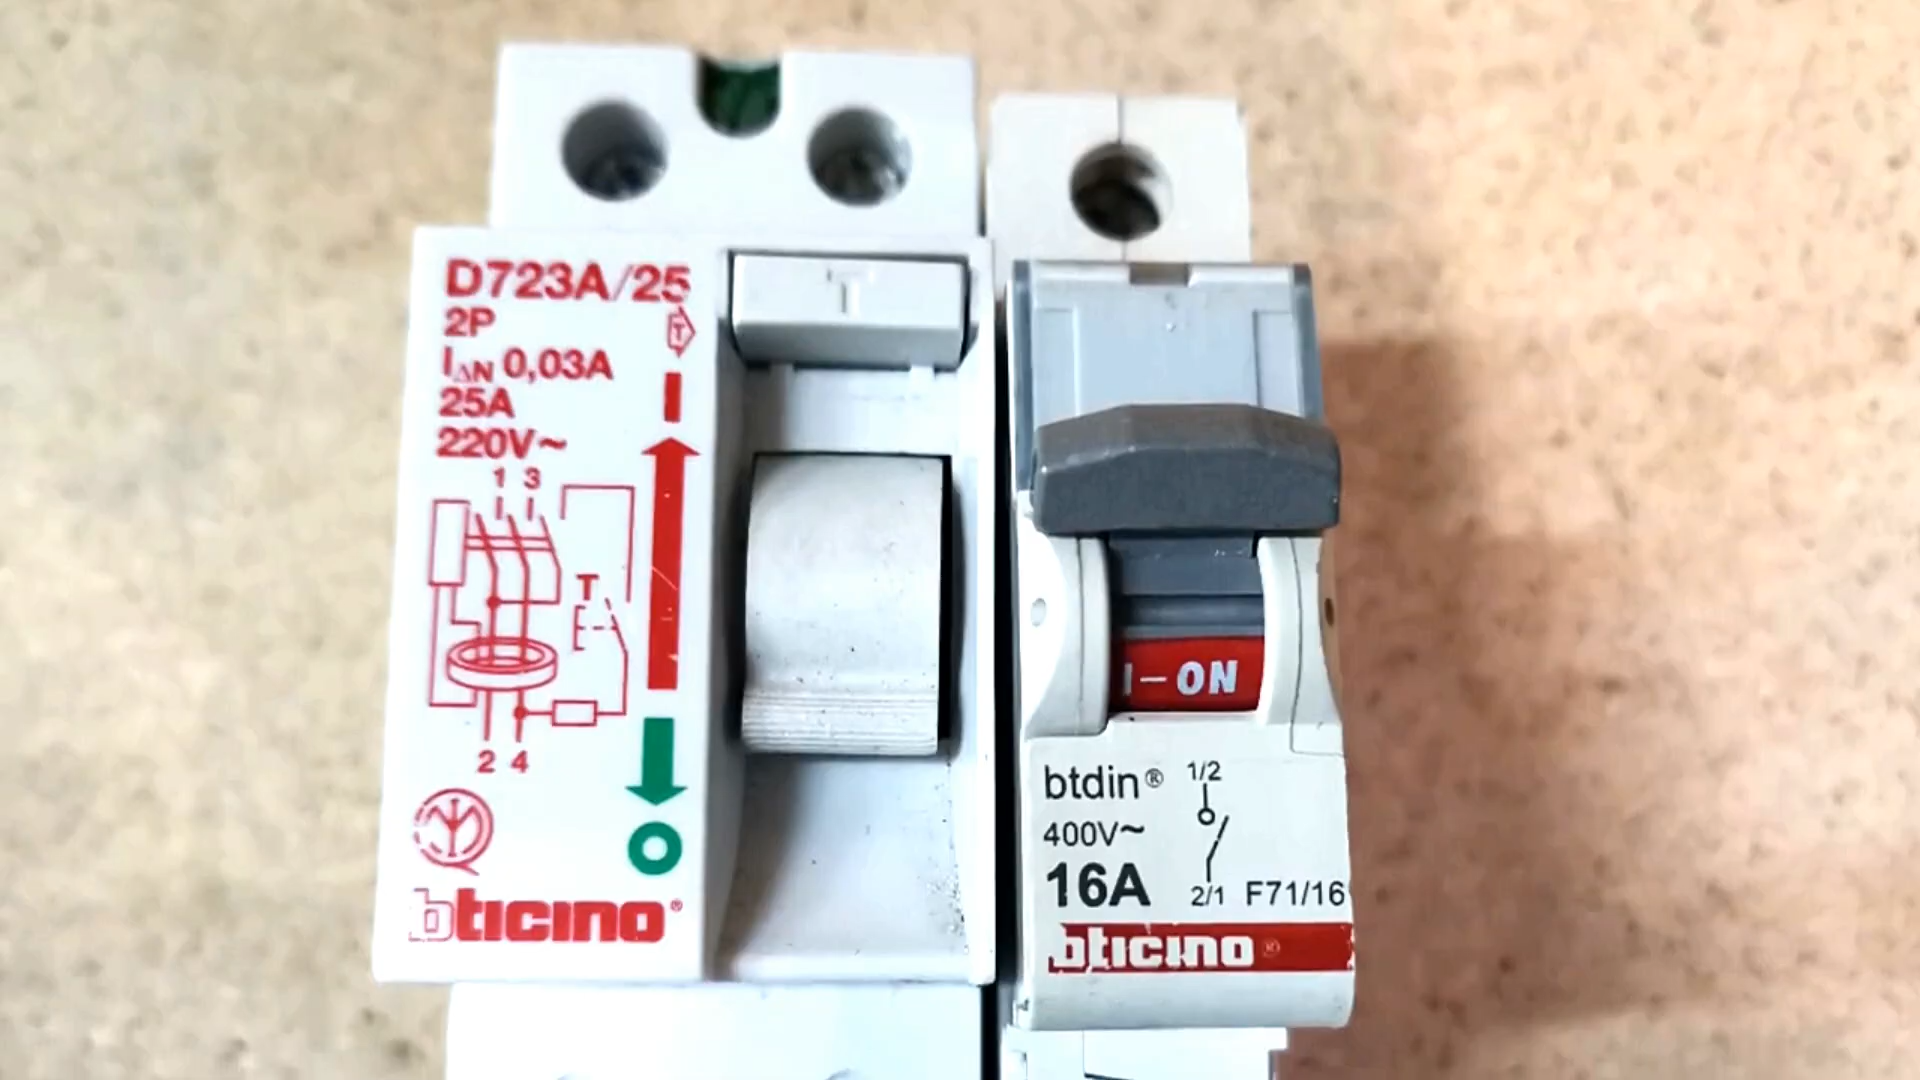 T
D723A/25
2P
T
IΔN 0,03A
25A
220V~
1 3
T
2 4
bticino®
I-ON
btdin® 1/2
400V~
16A 2/1 F71/16
bticino®